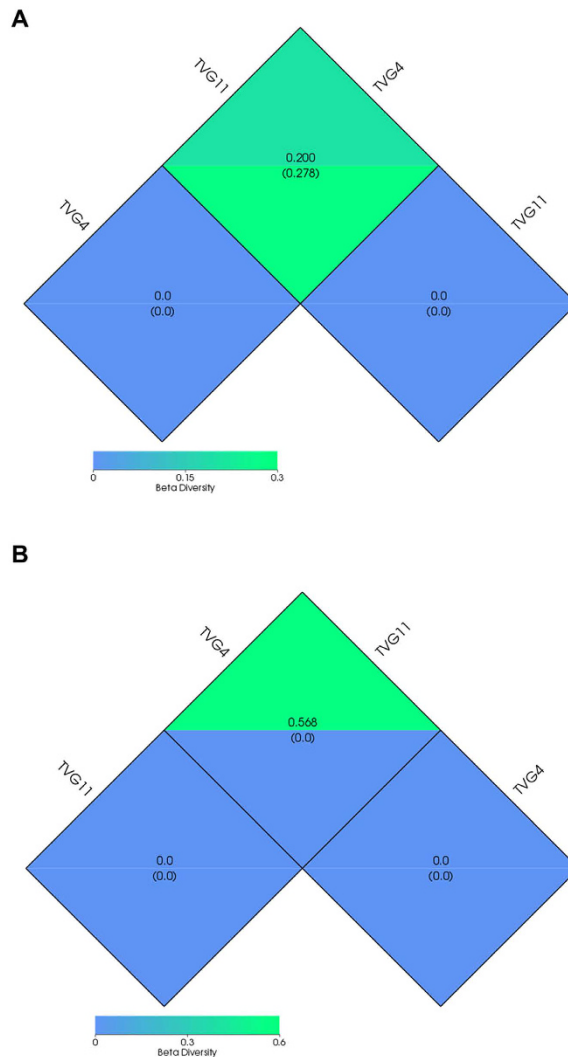 A
TVG11
TVG4
0.200
(0.278)
TVG4
TVG11
0.0
(0.0)
0.0
(0.0)
0
0.15
0.3
Beta Diversity
B
TVG4
TVG11
0.568
(0.0)
TVG11
TVG4
0.0
(0.0)
0.0
(0.0)
0
0.3
0.6
Beta Diversity